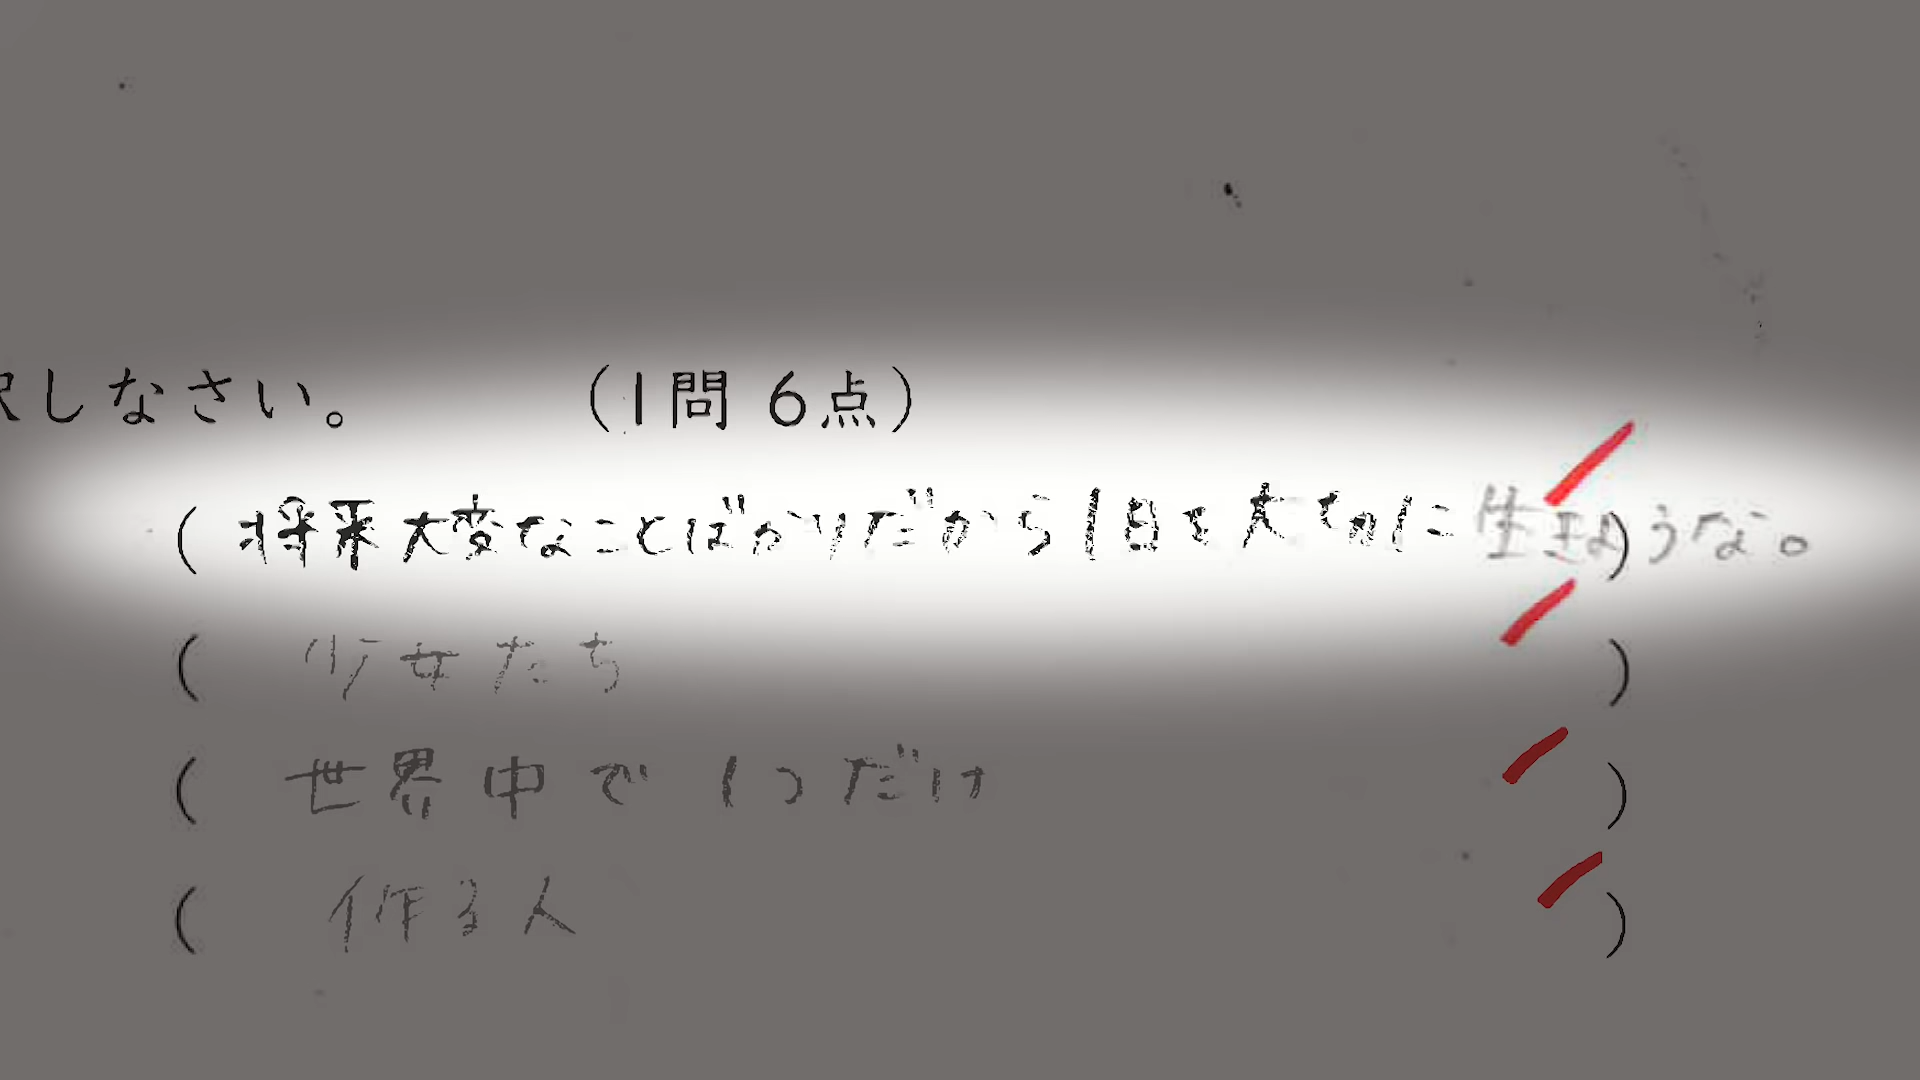 訳しなさい。 (1問 6点)
( 将来大変なことばかりだから1日を大切に生きような。 )
( 少女たち )
( 世界中で1つだけ )
( 作る人 )